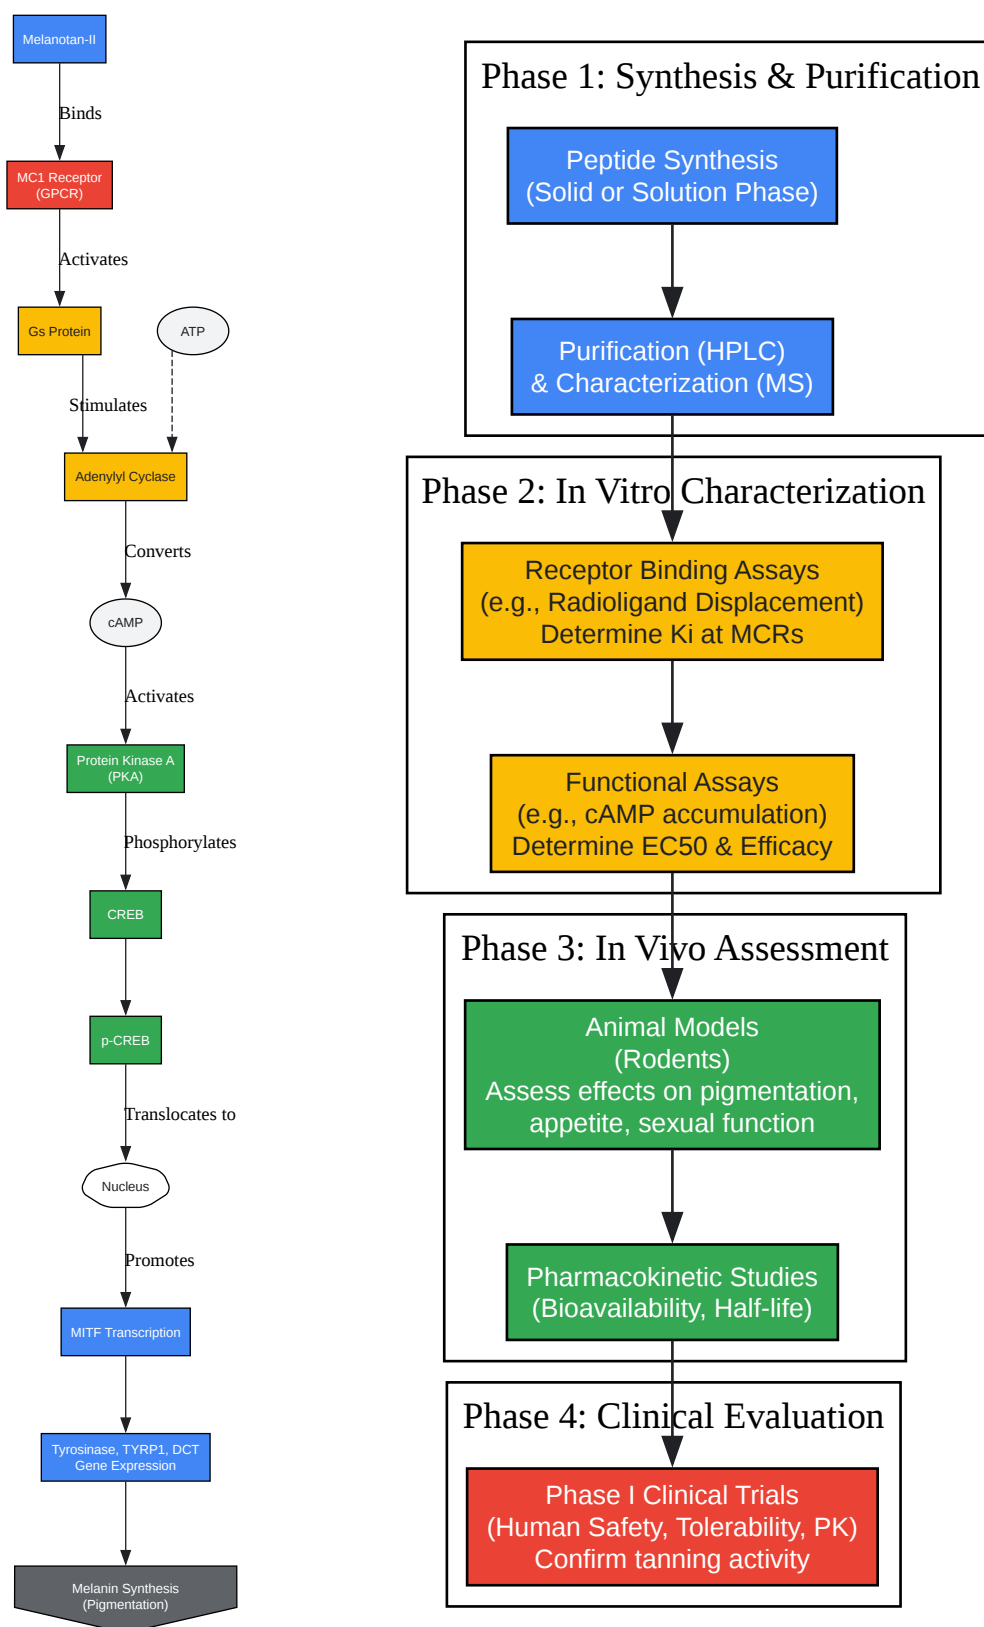 Melanotan-II
Binds
MC1 Receptor
(GPCR)
Activates
Gs Protein
ATP
Stimulates
Adenylyl Cyclase
Converts
cAMP
Activates
Protein Kinase A
(PKA)
Phosphorylates
CREB
p-CREB
Translocates to
Nucleus
Promotes
MITF Transcription
Tyrosinase, TYRP1, DCT
Gene Expression
Melanin Synthesis
(Pigmentation)
Phase 1: Synthesis & Purification
Peptide Synthesis
(Solid or Solution Phase)
Purification (HPLC)
& Characterization (MS)
Phase 2: In Vitro Characterization
Receptor Binding Assays
(e.g., Radioligand Displacement)
Determine Ki at MCRs
Functional Assays
(e.g., cAMP accumulation)
Determine EC50 & Efficacy
Phase 3: In Vivo Assessment
Animal Models
(Rodents)
Assess effects on pigmentation,
appetite, sexual function
Pharmacokinetic Studies
(Bioavailability, Half-life)
Phase 4: Clinical Evaluation
Phase I Clinical Trials
(Human Safety, Tolerability, PK)
Confirm tanning activity